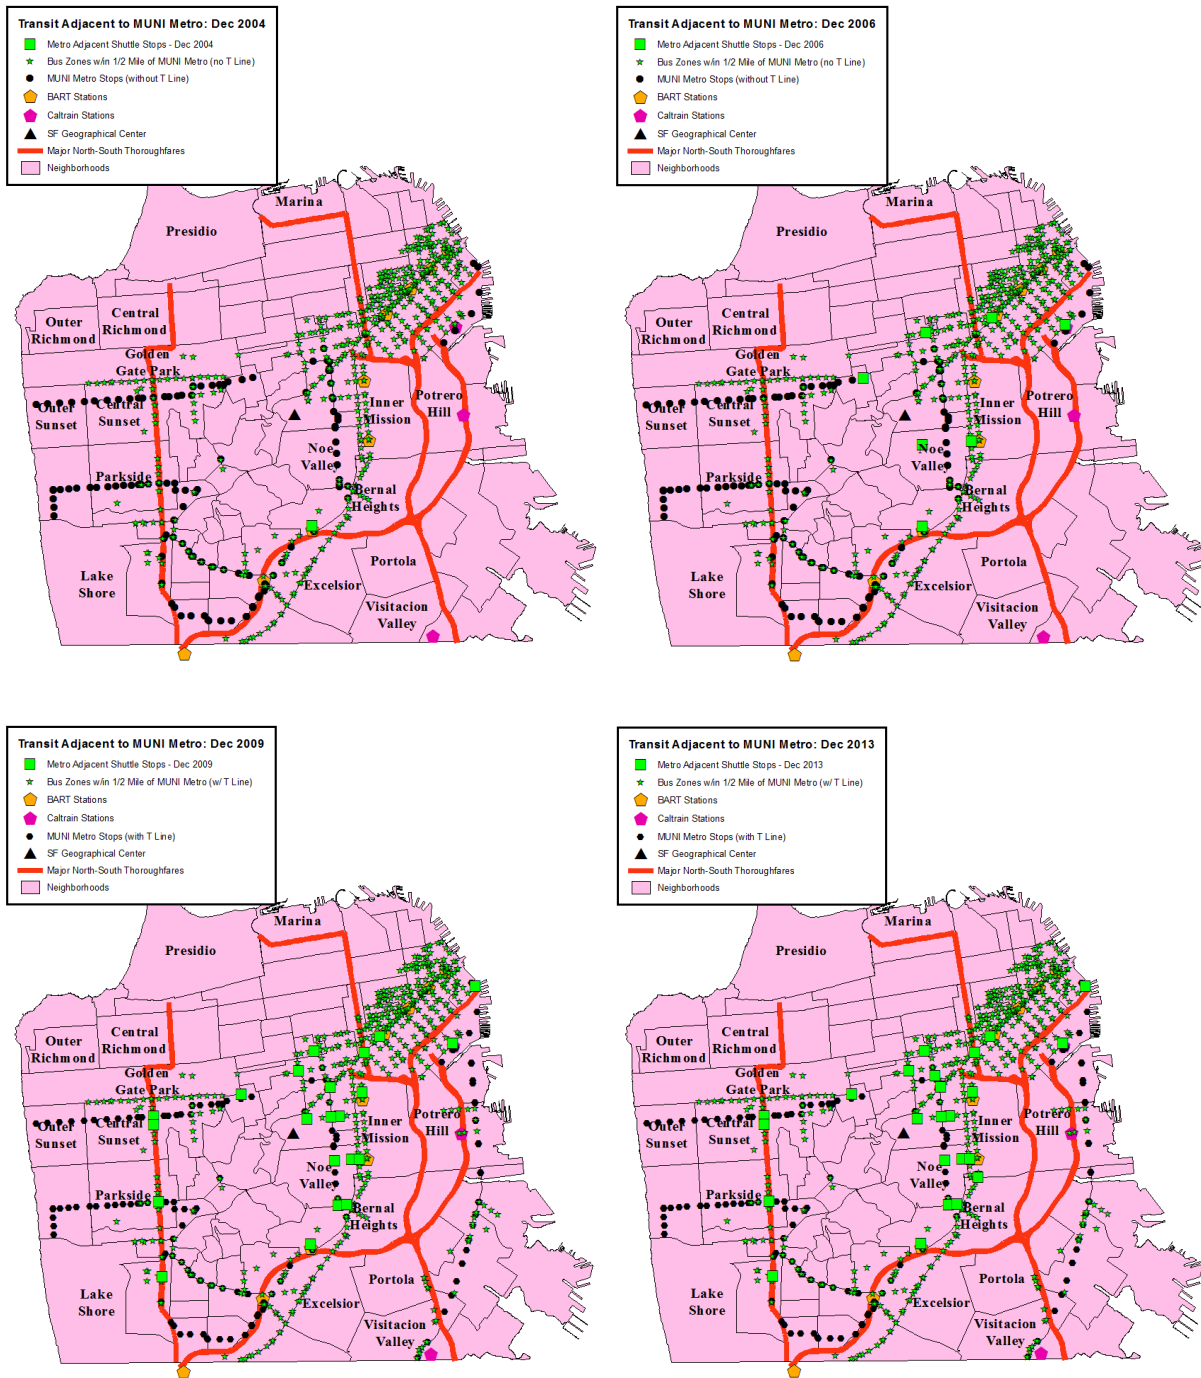 Transit Adjacent to MUNI Metro: Dec 2004
Metro Adjacent Shuttle Stops - Dec 2004
Bus Zones w/in 1/2 Mile of MUNI Metro (no T Line)
MUNI Metro Stops (without T Line)
BART Stations
Caltrain Stations
SF Geographical Center
Major North-South Thoroughfares
Neighborhoods
Marina
Presidio
Central
Richmond
Outer
Richmond
Golden
Gate Park
Outer
Sunset
Central
Sunset
Inner
Mission
Potrero
Hill
Noe
Valley
Parkside
Bernal
Heights
Lake
Shore
Portola
Excelsior
Visitacion
Valley
Transit Adjacent to MUNI Metro: Dec 2006
Metro Adjacent Shuttle Stops - Dec 2006
Bus Zones w/in 1/2 Mile of MUNI Metro (no T Line)
MUNI Metro Stops (without T Line)
BART Stations
Caltrain Stations
SF Geographical Center
Major North-South Thoroughfares
Neighborhoods
Marina
Presidio
Central
Richmond
Outer
Richmond
Golden
Gate Park
Outer
Sunset
Central
Sunset
Inner
Mission
Potrero
Hill
Noe
Valley
Parkside
Bernal
Heights
Lake
Shore
Portola
Excelsior
Visitacion
Valley
Transit Adjacent to MUNI Metro: Dec 2009
Metro Adjacent Shuttle Stops - Dec 2009
Bus Zones w/in 1/2 Mile of MUNI Metro (w/ T Line)
BART Stations
Caltrain Stations
MUNI Metro Stops (with T Line)
SF Geographical Center
Major North-South Thoroughfares
Neighborhoods
Marina
Presidio
Central
Richmond
Outer
Richmond
Golden
Gate Park
Outer
Sunset
Central
Sunset
Inner
Mission
Potrero
Hill
Noe
Valley
Parkside
Bernal
Heights
Lake
Shore
Portola
Excelsior
Visitacion
Valley
Transit Adjacent to MUNI Metro: Dec 2013
Metro Adjacent Shuttle Stops - Dec 2013
Bus Zones w/in 1/2 Mile of MUNI Metro (w/ T Line)
BART Stations
Caltrain Stations
MUNI Metro Stops (with T Line)
SF Geographical Center
Major North-South Thoroughfares
Neighborhoods
Marina
Presidio
Central
Richmond
Outer
Richmond
Golden
Gate Park
Outer
Sunset
Central
Sunset
Inner
Mission
Potrero
Hill
Noe
Valley
Parkside
Bernal
Heights
Lake
Shore
Portola
Excelsior
Visitacion
Valley